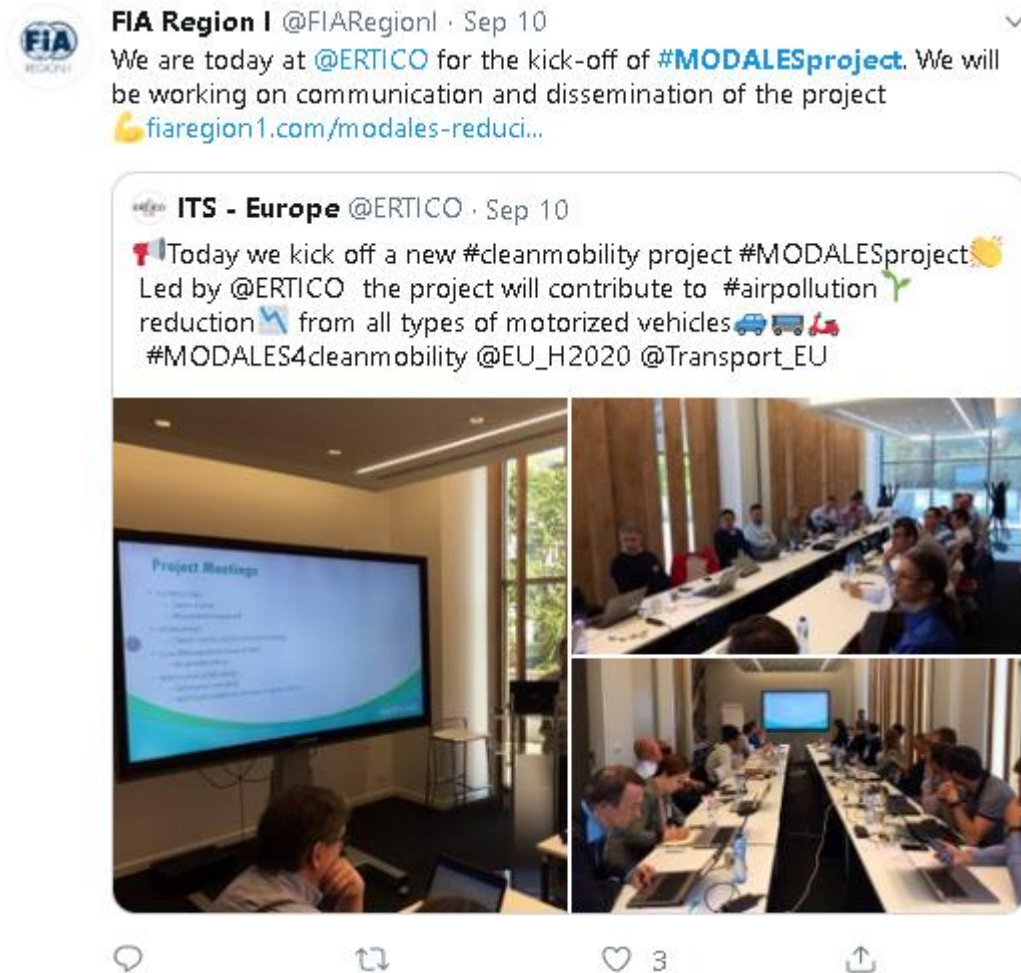 FIA
REGION I
FIA Region I @FIARegionI · Sep 10
We are today at @ERTICO for the kick-off of #MODALESproject. We will
be working on communication and dissemination of the project
💪fiaregion1.com/modales-reduci...
ITS - Europe @ERTICO · Sep 10
📢Today we kick off a new #cleanmobility project #MODALESproject👏
Led by @ERTICO the project will contribute to #airpollution🌱
reduction📉 from all types of motorized vehicles🚙🚃🛵
#MODALES4cleanmobility @EU_H2020 @Transport_EU
Project Meetings
3